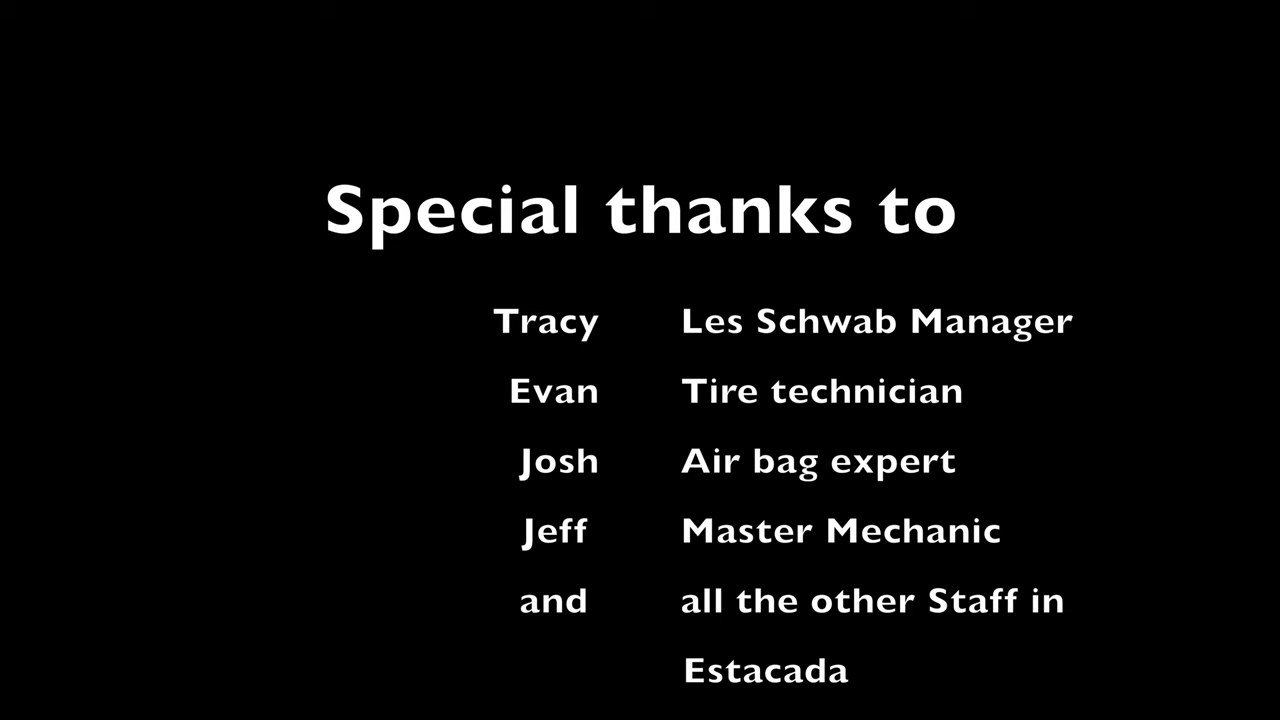 Special thanks to
Tracy Les Schwab Manager
Evan Tire technician
Josh Air bag expert
Jeff Master Mechanic
and all the other Staff in
Estacada